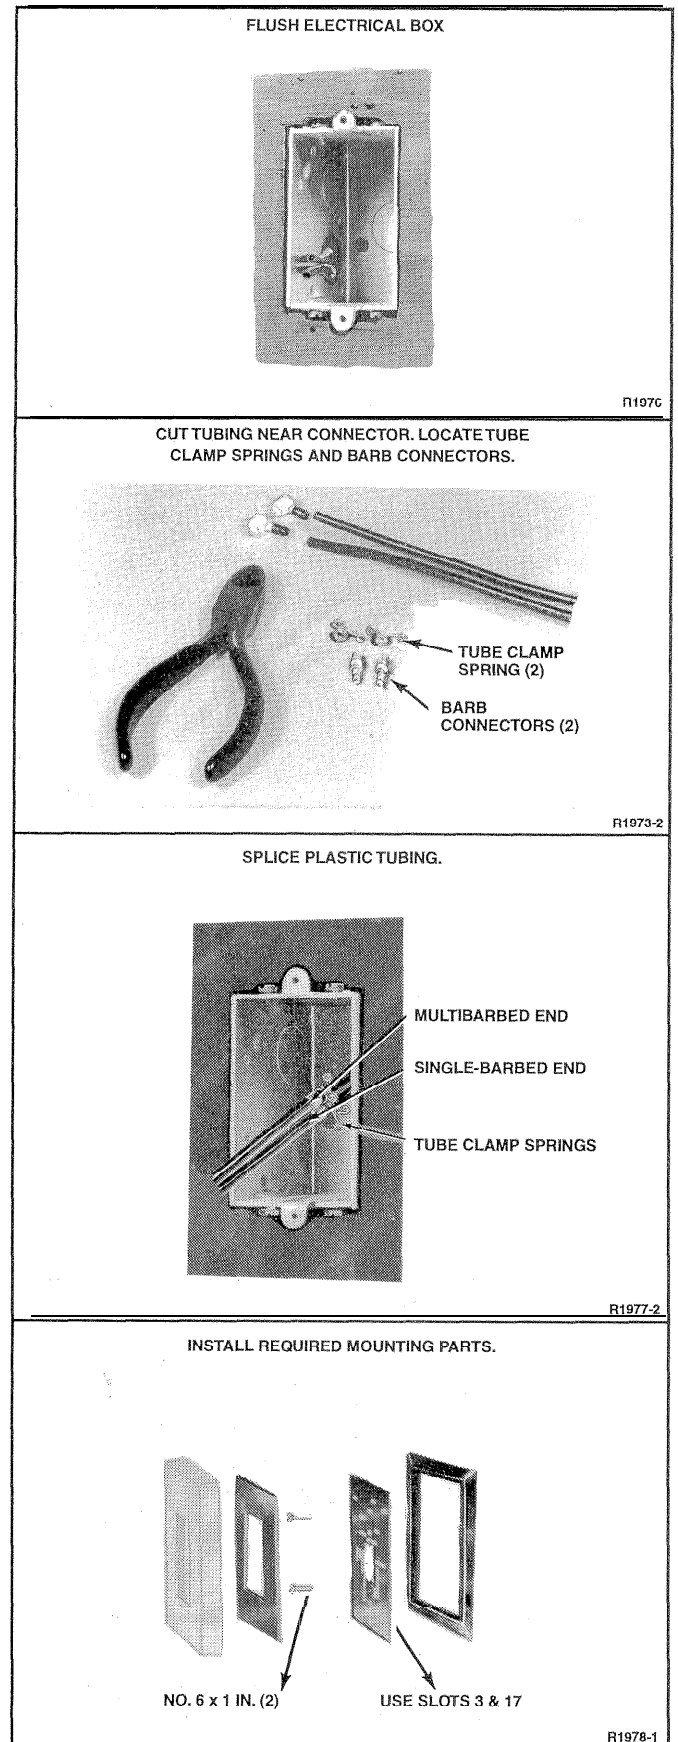 FLUSH ELECTRICAL BOX
R1976
CUT TUBING NEAR CONNECTOR. LOCATE TUBE
CLAMP SPRINGS AND BARB CONNECTORS.
TUBE CLAMP
SPRING (2)
BARB
CONNECTORS (2)
R1973-2
SPLICE PLASTIC TUBING.
MULTIBARBED END
SINGLE-BARBED END
TUBE CLAMP SPRINGS
R1977-2
INSTALL REQUIRED MOUNTING PARTS.
NO. 6 x 1 IN. (2)
USE SLOTS 3 & 17
R1978-1